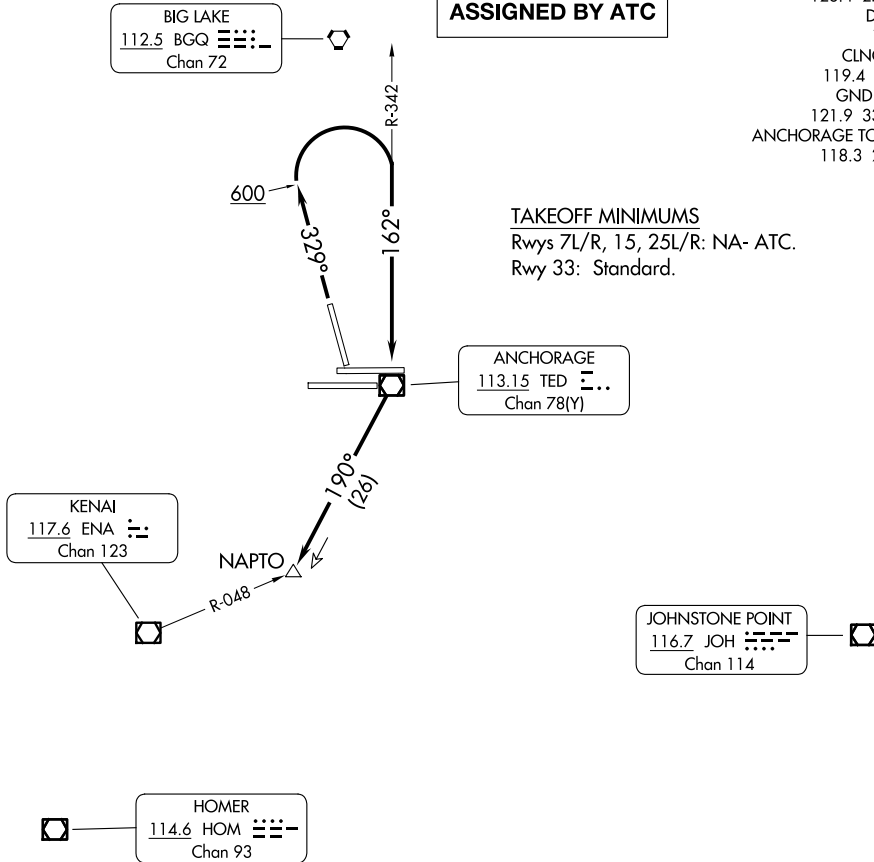 ASSIGNED BY ATC
CLNC
119.4
GND
121.9
ANCHORAGE
118.3
BIG LAKE
112.5 BGQ
Chan 72
R-342
600
329°
162°
TAKEOFF MINIMUMS
Rwys 7L/R, 15, 25L/R: NA- ATC.
Rwy 33: Standard.
ANCHORAGE
113.15 TED
Chan 78(Y)
190°
(26)
KENAI
117.6 ENA
Chan 123
NAPTO
R-048
JOHNSTONE POINT
116.7 JOH
Chan 114
HOMER
114.6 HOM
Chan 93